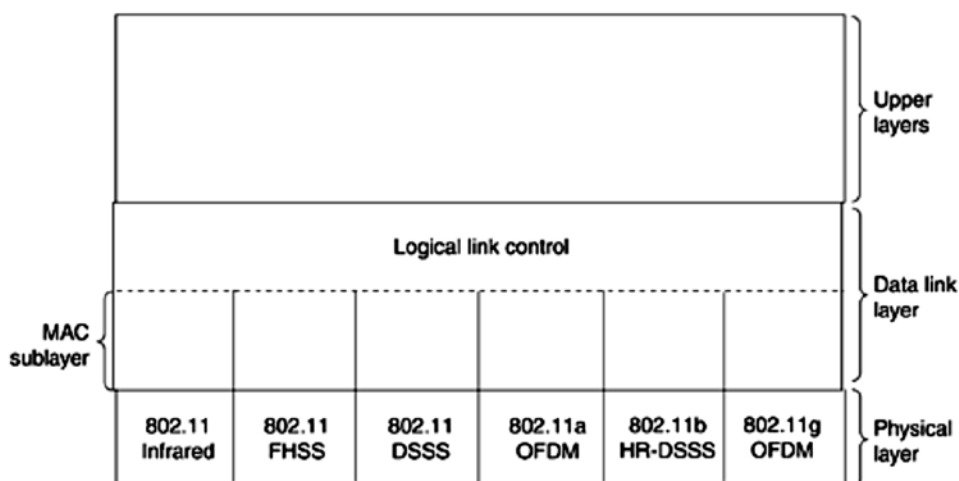 Upper
layers
Logical link control
Data link
layer
MAC
sublayer
802.11
Infrared
802.11
FHSS
802.11
DSSS
802.11a
OFDM
802.11b
HR-DSSS
802.11g
OFDM
Physical
layer